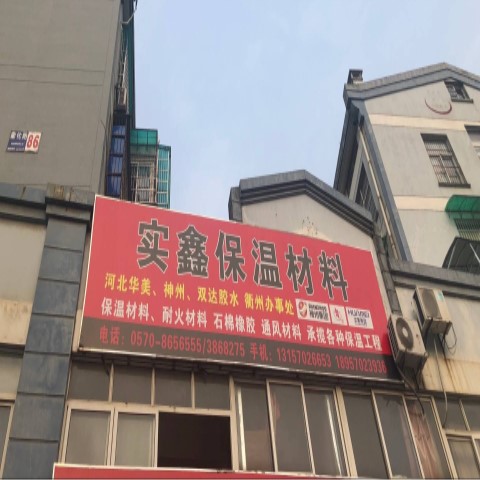 实鑫保温材料
河北华美、神州、双达胶水 衢州办事处
保温材料、耐火材料 石棉橡胶 通风材料 承揽各种保温工程
电话：0570-8656555/3868275 手机：13157026653 18957023936
86